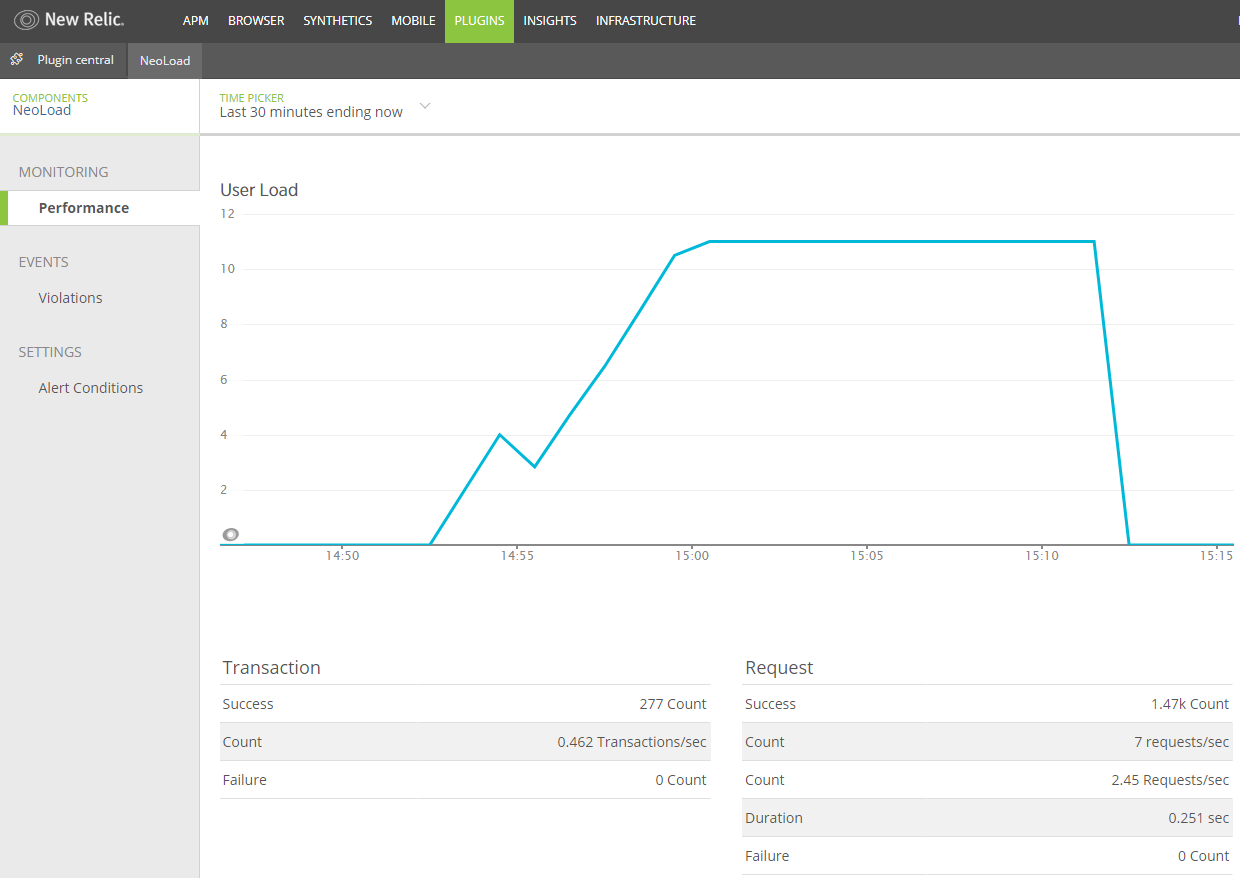 New Relic.
APM BROWSER SYNTHETICS MOBILE PLUGINS INSIGHTS INFRASTRUCTURE
Plugin central NeoLoad
COMPONENTS
NeoLoad
TIME PICKER
Last 30 minutes ending now
MONITORING
Performance
EVENTS
Violations
SETTINGS
Alert Conditions
User Load
12
10
8
6
4
2
14:50 14:55 15:00 15:05 15:10 15:15
Transaction
Success 277 Count
Count 0.462 Transactions/sec
Failure 0 Count
Request
Success 1.47k Count
Count 7 requests/sec
Count 2.45 Requests/sec
Duration 0.251 sec
Failure 0 Count